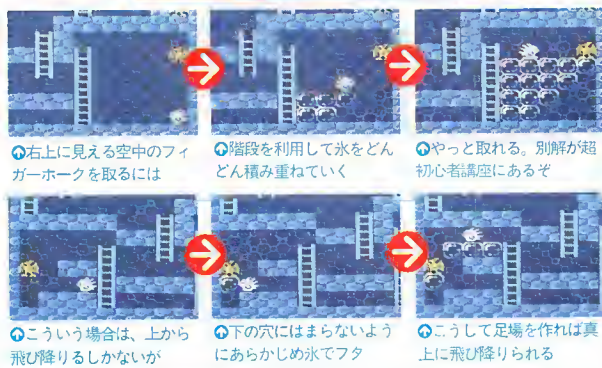 右上に見える空中のフィ
ガーホークを取るには
階段を利用して氷をどん
どん積み重ねていく
やっと取れる。別解が超
初心者講座にあるぞ
こういう場合は、上から
飛び降りるしかないが
下の穴にはまらないよう
にあらかじめ氷でフタ
こうして足場を作れば真
上に飛び降りられる